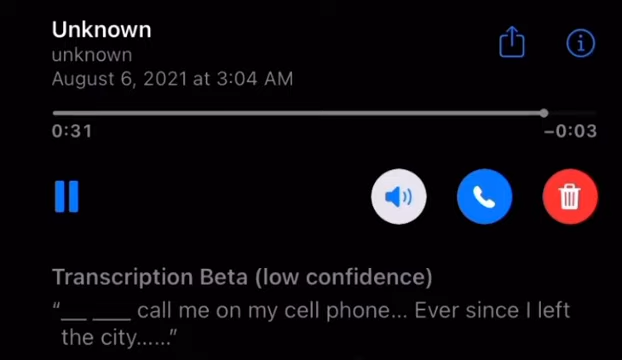 Unknown
unknown
August 6, 2021 at 3:04 AM
0:31
−0:03
Transcription Beta (low confidence)
“__ ____ call me on my cell phone... Ever since I left
the city......”